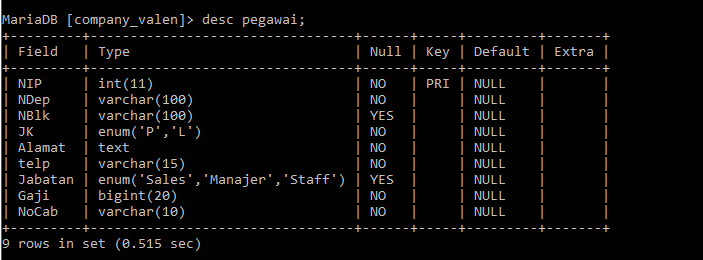 MariaDB [company_valen]> desc pegawai;
+---------+---------------------------------+------+-----+---------+-------+
| Field   | Type                            | Null | Key | Default | Extra |
+---------+---------------------------------+------+-----+---------+-------+
| NIP     | int(11)                         | NO   | PRI | NULL    |       |
| NDep    | varchar(100)                    | NO   |     | NULL    |       |
| NBlk    | varchar(100)                    | YES  |     | NULL    |       |
| JK      | enum('P','L')                   | NO   |     | NULL    |       |
| Alamat  | text                            | NO   |     | NULL    |       |
| telp    | varchar(15)                     | NO   |     | NULL    |       |
| Jabatan | enum('Sales','Manajer','Staff') | YES  |     | NULL    |       |
| Gaji    | bigint(20)                      | NO   |     | NULL    |       |
| NoCab   | varchar(10)                     | NO   |     | NULL    |       |
+---------+---------------------------------+------+-----+---------+-------+
9 rows in set (0.515 sec)